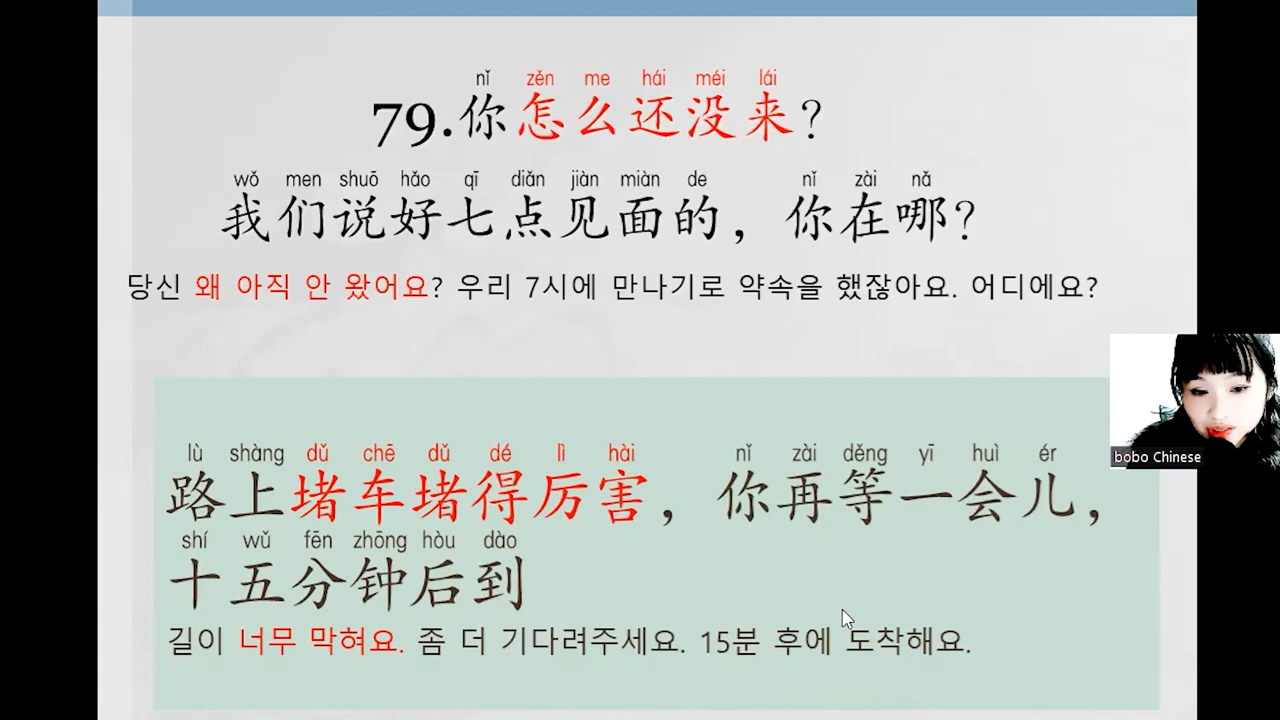 nǐ zěn me hái méi lái
79.你怎么还没来？
wǒ men shuō hǎo qī diǎn jiàn miàn de nǐ zài nǎ
我们说好七点见面的，你在哪？
당신 왜 아직 안 왔어요? 우리 7시에 만나기로 약속을 했잖아요. 어디에요?
lù shàng dǔ chē dǔ dé lì hài nǐ zài děng yī huì ér
路上堵车堵得厉害，你再等一会儿，
shí wǔ fēn zhōng hòu dào
十五分钟后到
길이 너무 막혀요. 좀 더 기다려주세요. 15분 후에 도착해요.
bobo Chinese